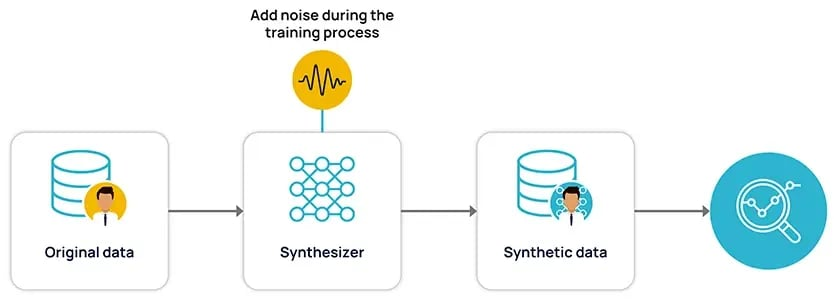 Add noise during the
training process
Original data
Synthesizer
Synthetic data